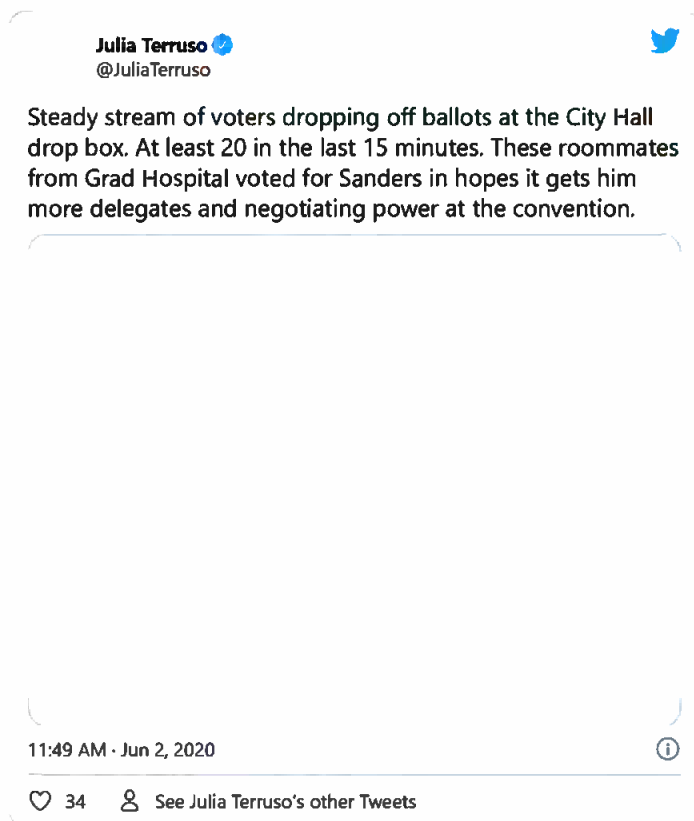 Julia Terruso
@JuliaTerruso
Steady stream of voters dropping off ballots at the City Hall
drop box. At least 20 in the last 15 minutes. These roommates
from Grad Hospital voted for Sanders in hopes it gets him
more delegates and negotiating power at the convention.
11:49 AM · Jun 2, 2020
34 See Julia Terruso's other Tweets